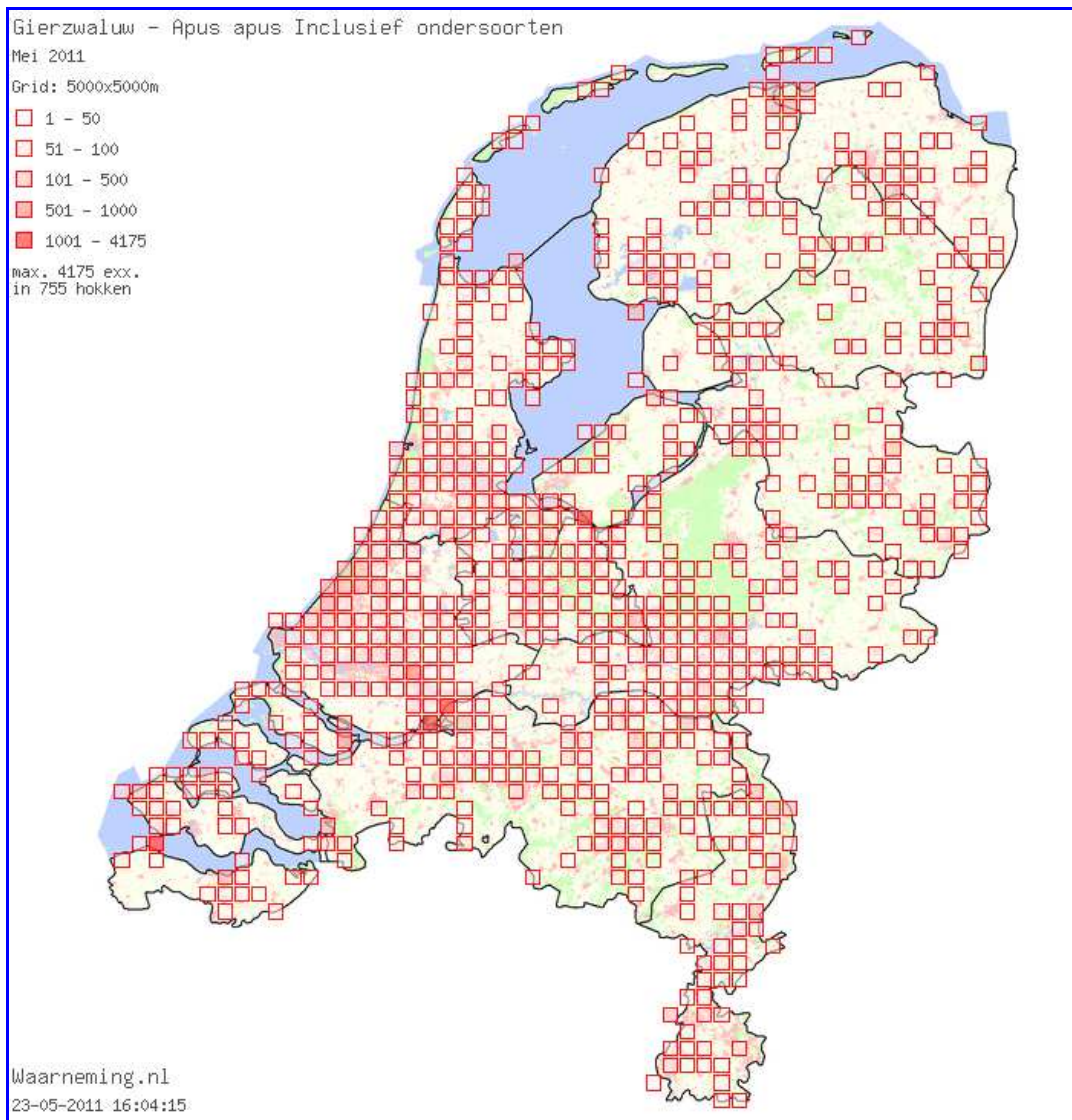 Gierzwaluw - Apus apus Inclusief ondersoorten
Mei 2011
Grid: 5000x5000m
1 - 50
51 - 100
101 - 500
501 - 1000
1001 - 4175
max. 4175 exx.
in 755 hokken
Waarneming.nl
23-05-2011 16:04:15